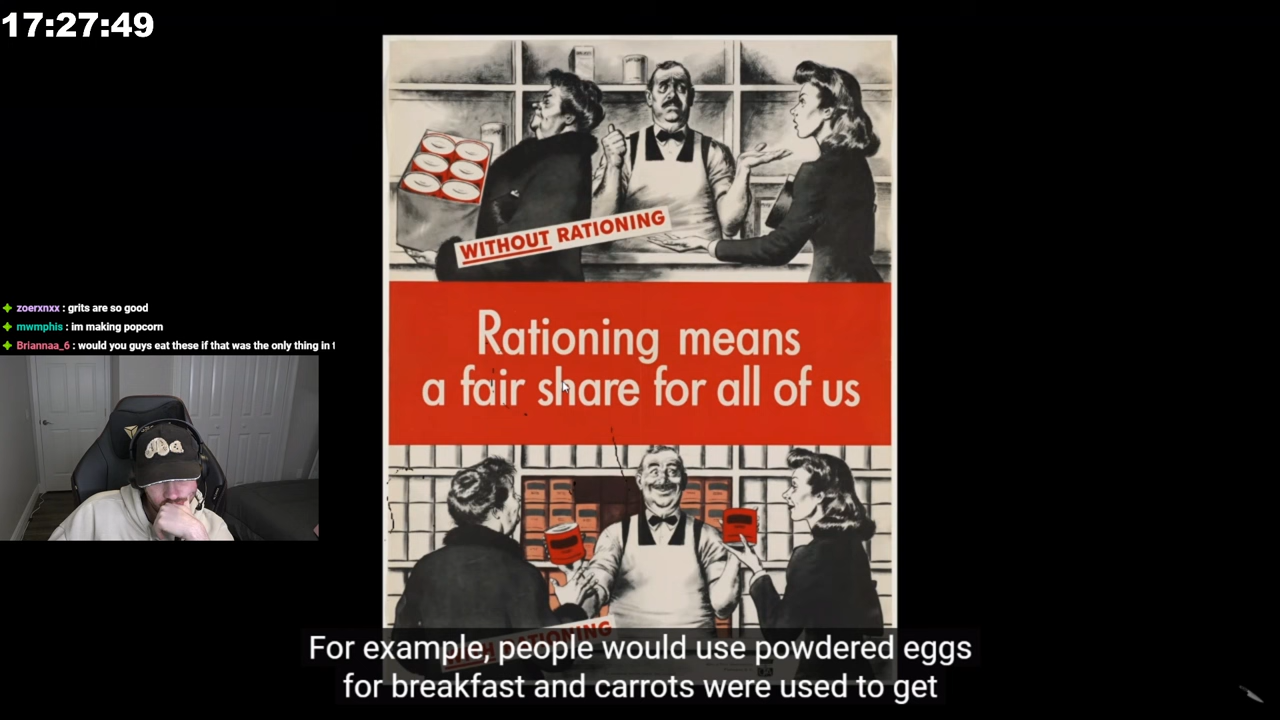 17:27:49
WITHOUT RATIONING
Rationing means
a fair share for all of us
zoerxnxx : grits are so good
mwmphis : im making popcorn
Briannaa_6 : would you guys eat these if that was the only thing in
RATIONING
For example, people would use powdered eggs
for breakfast and carrots were used to get